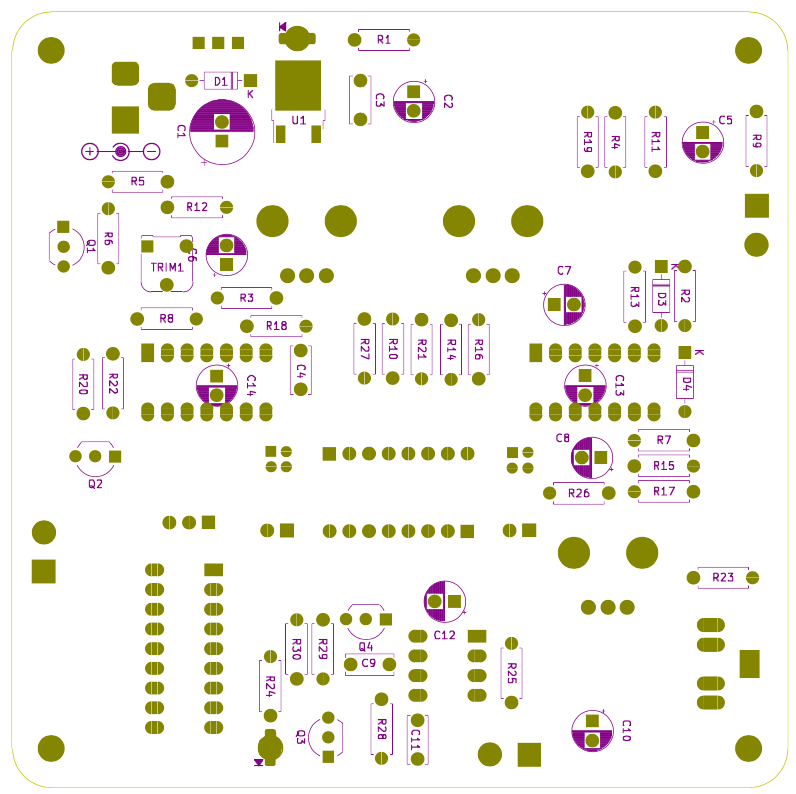 R1
D1
K
C3
C2
C1
+
U1
+
-
C5
R19
R4
R11
R9
R5
R12
R6
Q1
C6
TRIM1
R3
R8
R18
C7
K
R13
D3
R2
R27
R10
R21
R14
R16
R20
R22
C14
C4
C13
K
D4
C8
R7
Q2
R15
R26
R17
R23
C12
R30
R29
Q4
C9
R24
R25
Q3
R28
C11
C10